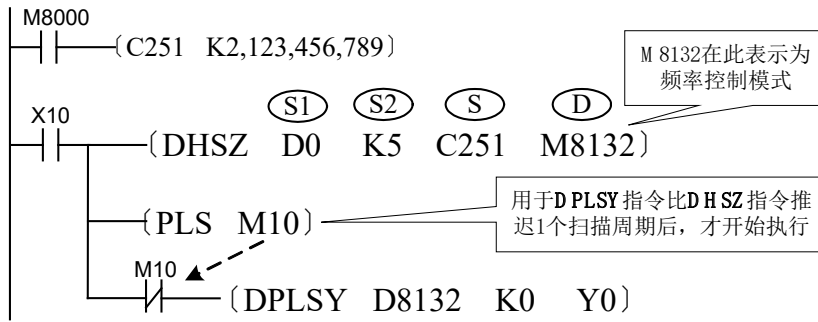 M8000
(C251 K2,123,456,789)
M8132在此表示为
频率控制模式
S1 S2 S D
X10
(DHSZ D0 K5 C251 M8132)
(PLS M10)
用于DPLSY指令比DHSZ指令推
迟1个扫描周期后，才开始执行
M10
(DPLSY D8132 K0 Y0)